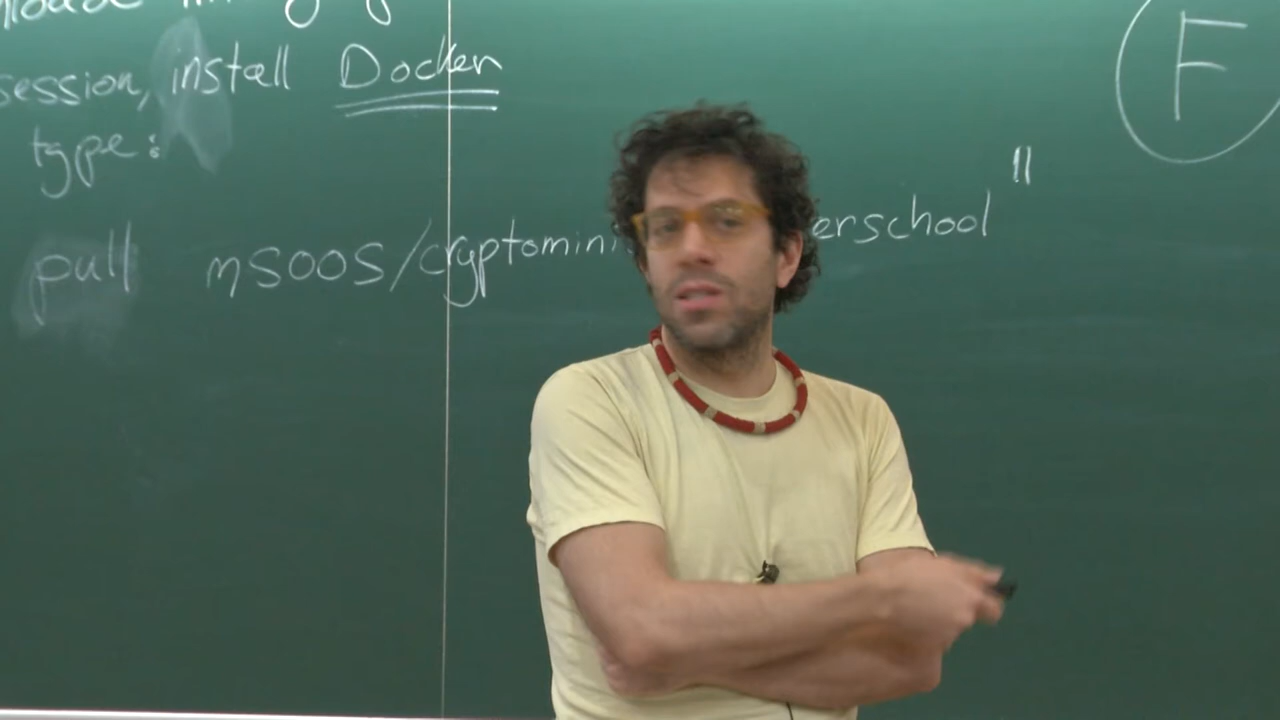 session, install Docker
type:
pull msoos/cryptomini erschool"
F